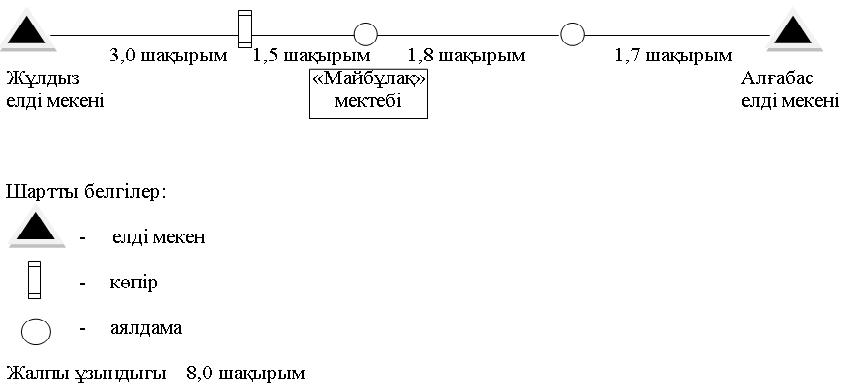 3,0 шақырым 1,5 шақырым 1,8 шақырым 1,7 шақырым
Жұлдыз «Майбұлақ» Алғабас
елді мекені мектебі елді мекені
Шартты белгілер:
- елді мекен
- көпір
- аялдама
Жалпы ұзындығы 8,0 шақырым